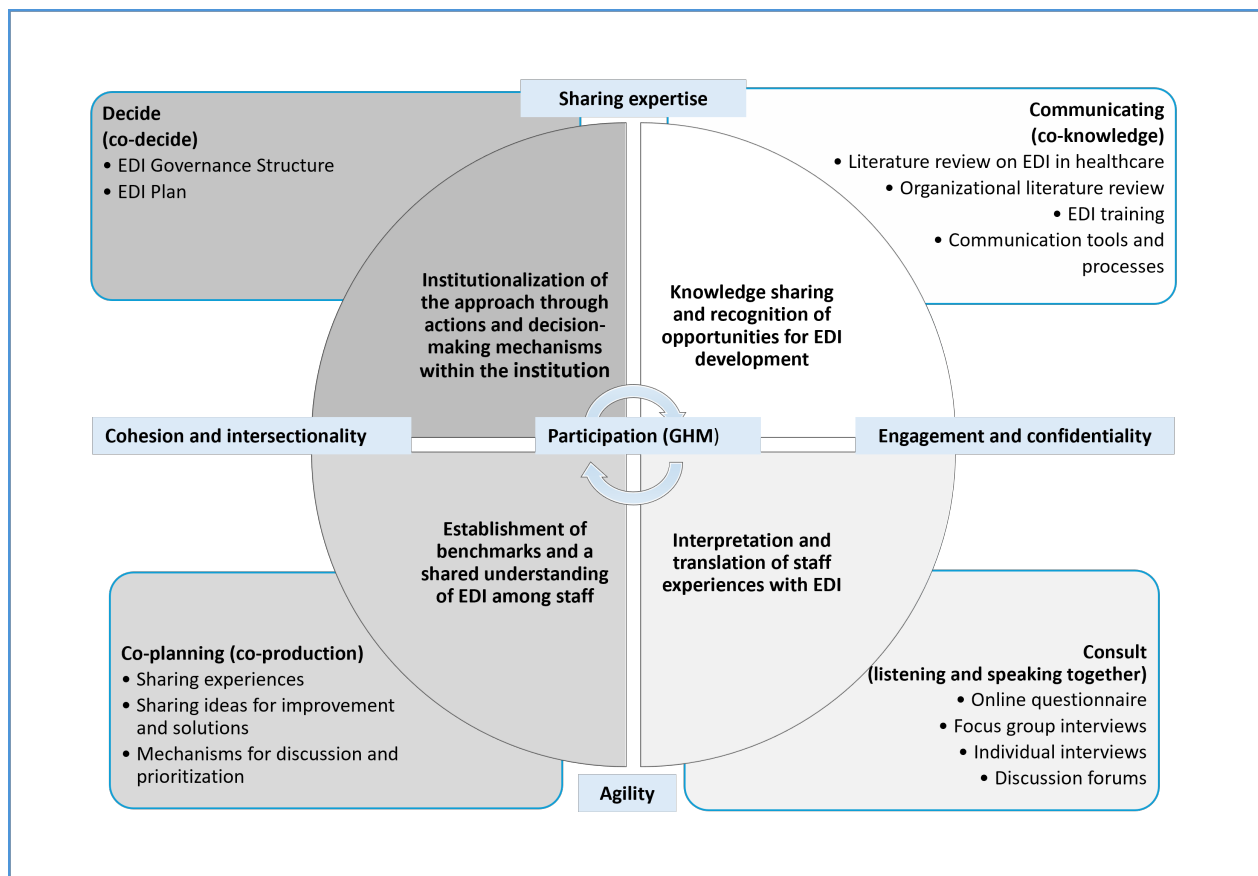 Sharing expertise
Decide
(co-decide)
• EDI Governance Structure
• EDI Plan
Communicating
(co-knowledge)
• Literature review on EDI in healthcare
• Organizational literature review
• EDI training
• Communication tools and
processes
Institutionalization of
the approach through
actions and decision-
making mechanisms
within the institution
Knowledge sharing
and recognition of
opportunities for EDI
development
Cohesion and intersectionality
Participation (GHM)
Engagement and confidentiality
Establishment of
benchmarks and a
shared understanding
of EDI among staff
Interpretation and
translation of staff
experiences with EDI
Co-planning (co-production)
• Sharing experiences
• Sharing ideas for improvement
and solutions
• Mechanisms for discussion and
prioritization
Consult
(listening and speaking together)
• Online questionnaire
• Focus group interviews
• Individual interviews
• Discussion forums
Agility